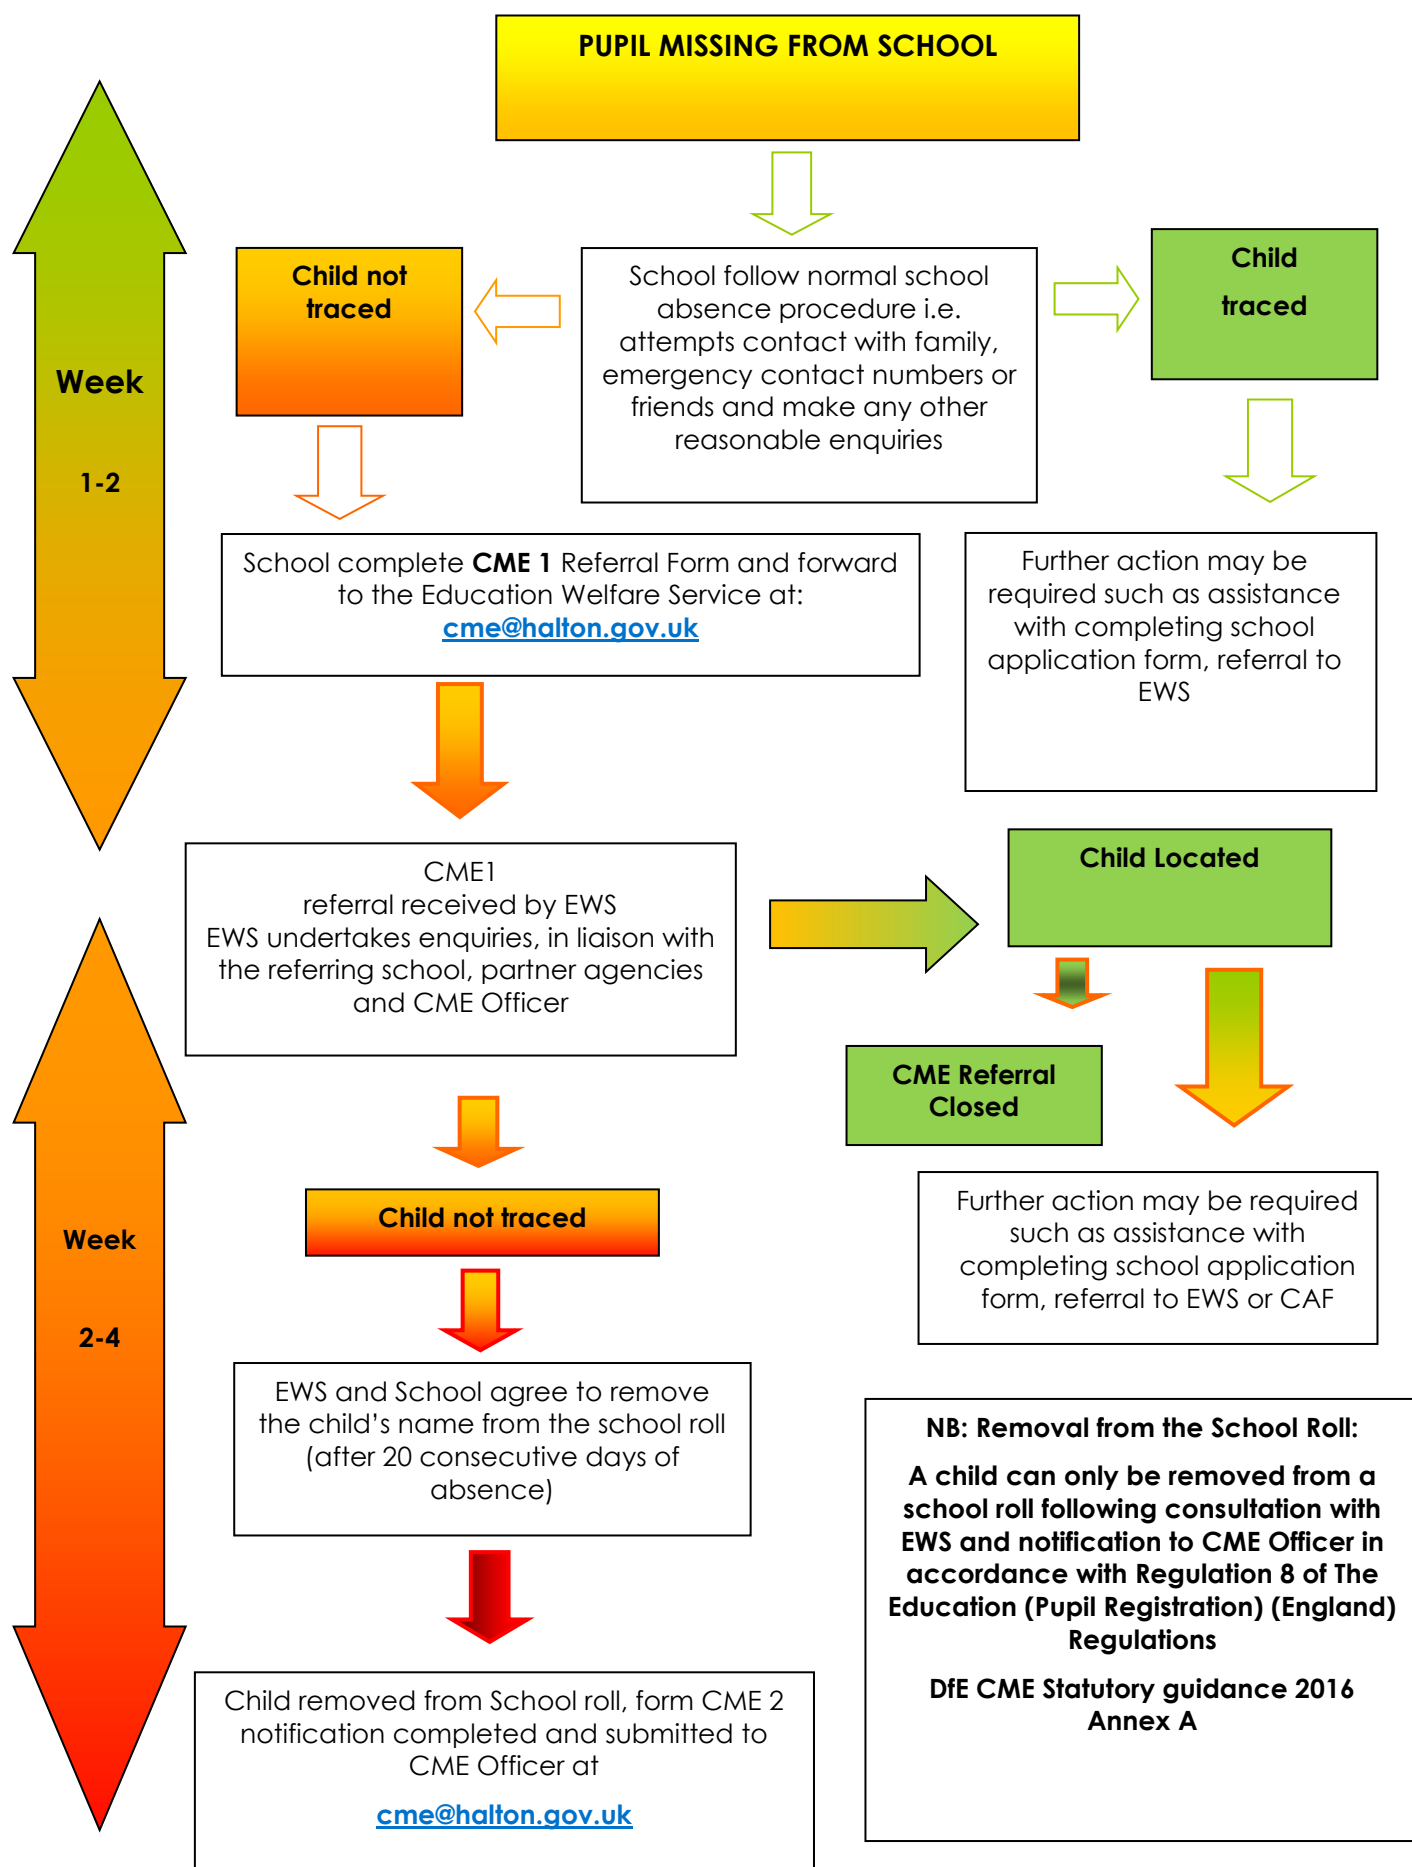 PUPIL MISSING FROM SCHOOL
Week
1-2
Child not
traced
School follow normal school
absence procedure i.e.
attempts contact with family,
emergency contact numbers or
friends and make any other
reasonable enquiries
Child
traced
School complete CME 1 Referral Form and forward
to the Education Welfare Service at:
cme@halton.gov.uk
Further action may be
required such as assistance
with completing school
application form, referral to
EWS
CME1
referral received by EWS
EWS undertakes enquiries, in liaison with
the referring school, partner agencies
and CME Officer
Child Located
CME Referral
Closed
Week
2-4
Child not traced
Further action may be required
such as assistance with
completing school application
form, referral to EWS or CAF
EWS and School agree to remove
the child’s name from the school roll
(after 20 consecutive days of
absence)
NB: Removal from the School Roll:
A child can only be removed from a
school roll following consultation with
EWS and notification to CME Officer in
accordance with Regulation 8 of The
Education (Pupil Registration) (England)
Regulations
DfE CME Statutory guidance 2016
Annex A
Child removed from School roll, form CME 2
notification completed and submitted to
CME Officer at
cme@halton.gov.uk